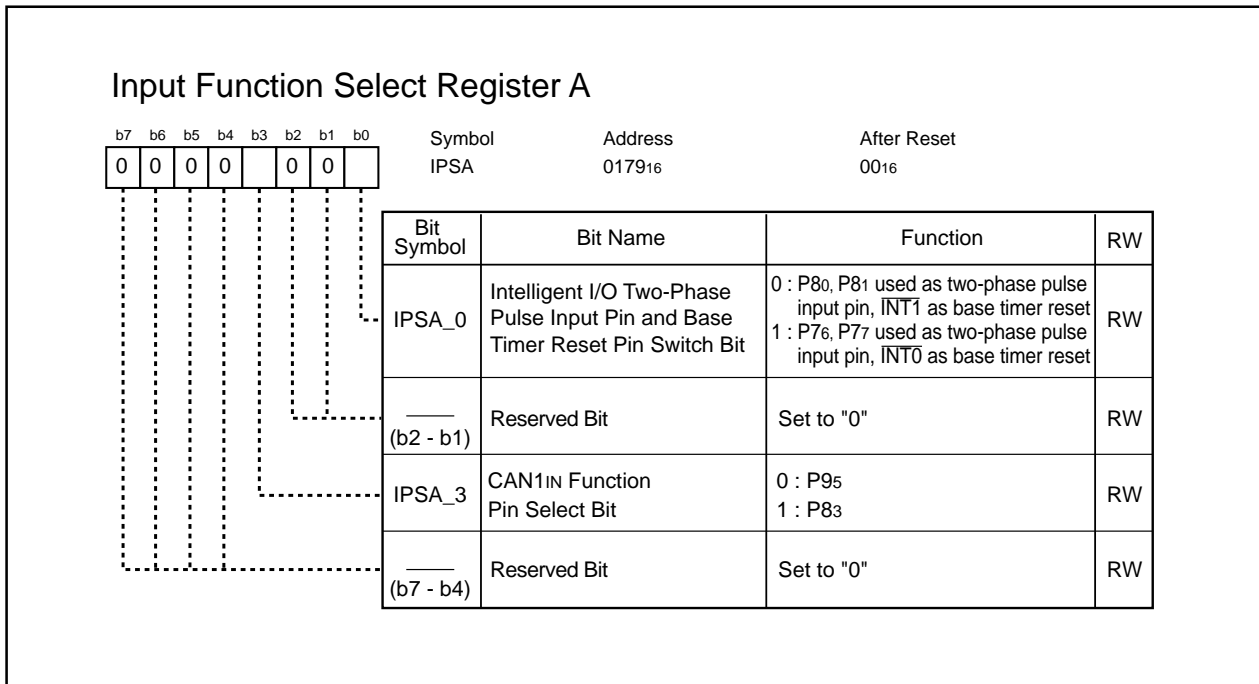 Input Function Select Register A
b7 b6 b5 b4 b3 b2 b1 b0
Symbol Address After Reset
0 0 0 0 0 0
IPSA 017916 0016
Bit Symbol Bit Name Function RW
IPSA_0
Intelligent I/O Two-Phase
Pulse Input Pin and Base
Timer Reset Pin Switch Bit
0 : P80, P81 used as two-phase pulse
input pin, INT1 as base timer reset
1 : P76, P77 used as two-phase pulse
input pin, INT0 as base timer reset
RW
(b2 - b1)
Reserved Bit
Set to "0"
RW
IPSA_3
CAN1IN Function
Pin Select Bit
0 : P95
1 : P83
RW
(b7 - b4)
Reserved Bit
Set to "0"
RW